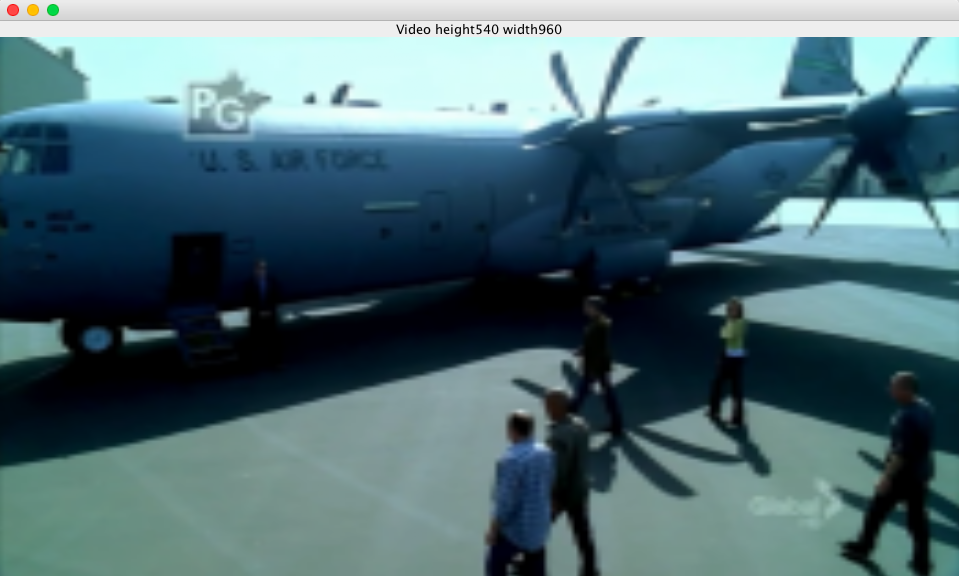 Video height540 width960
PG
U. S. AIR FORCE
Global